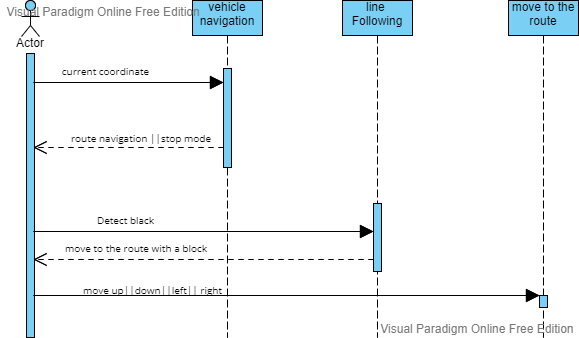 Visual Paradigm Online Free Edition
vehicle
navigation
line
Following
move to the
route
Actor
current coordinate
route navigation ||stop mode
Detect black
move to the route with a block
move up||down||left|| right
Visual Paradigm Online Free Edition